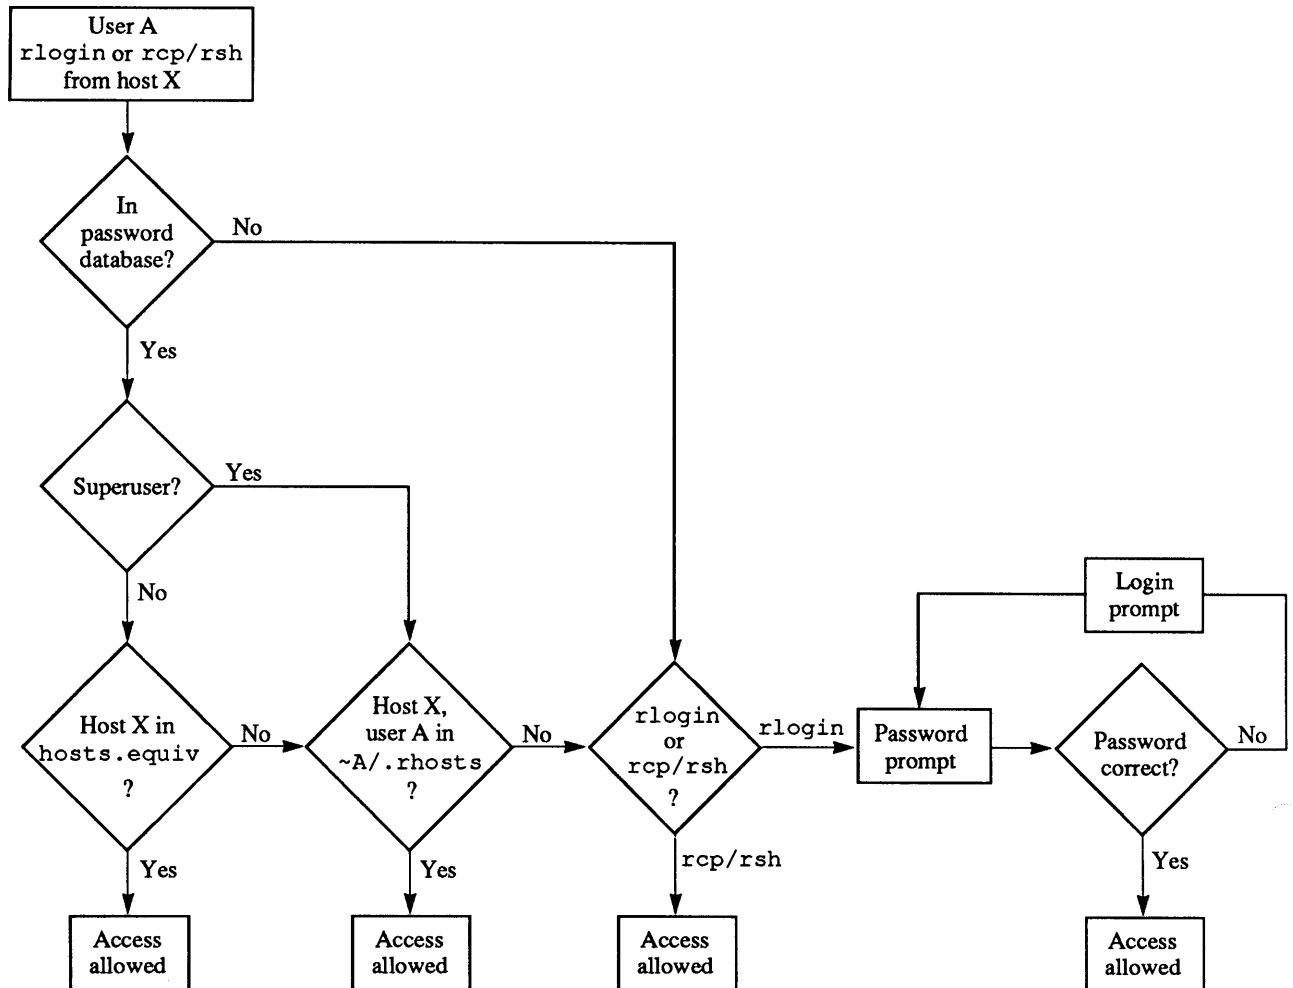 User A
rlogin or rcp/rsh
from host X
In
password
database?
No
Yes
Superuser?
Yes
No
Host X in
hosts.equiv
?
No
Yes
Host X,
user A in
~A/.rhosts
?
No
Yes
rlogin
or
rcp/rsh
?
rlogin
rcp/rsh
Password
prompt
Login
prompt
Password
correct?
No
Yes
Access
allowed
Access
allowed
Access
allowed
Access
allowed